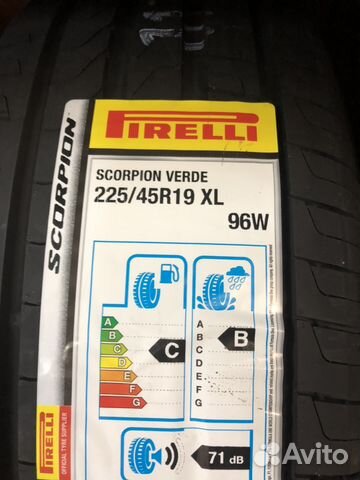 PIRELLI
SCORPION
SCORPION VERDE
225/45R19 XL
96W
A
B
C
D
E
F
G
C
A
B
C
E
F
G
B
71 dB
PIRELLI
OFFICIAL TYRE SUPPLIER
Avito